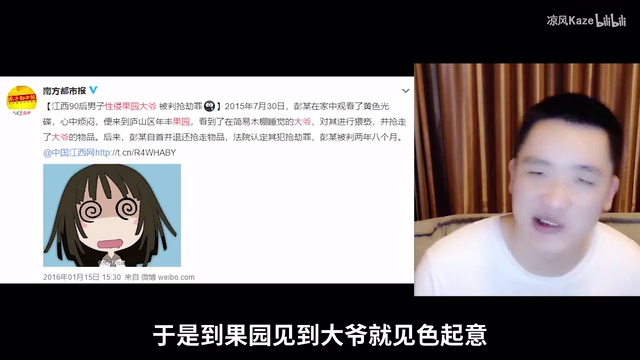 凉风Kaze bilibili
南方都市报
【江西90后男子性侵果园大爷 被判抢劫罪】2015年7月30日，彭某在家中观看了黄色光
碟，心中烦闷，便来到庐山区年丰果园，看到了在简易木棚睡觉的大爷，对其进行猥亵，并抢走
了大爷的物品。后来，彭某自首并退还抢走物品，法院认定其犯抢劫罪，彭某被判两年八个月。
@中国江西网http://t.cn/R4WHABY
2016年01月15日 15:30 来自 微博 weibo.com
于是到果园见到大爷就见色起意